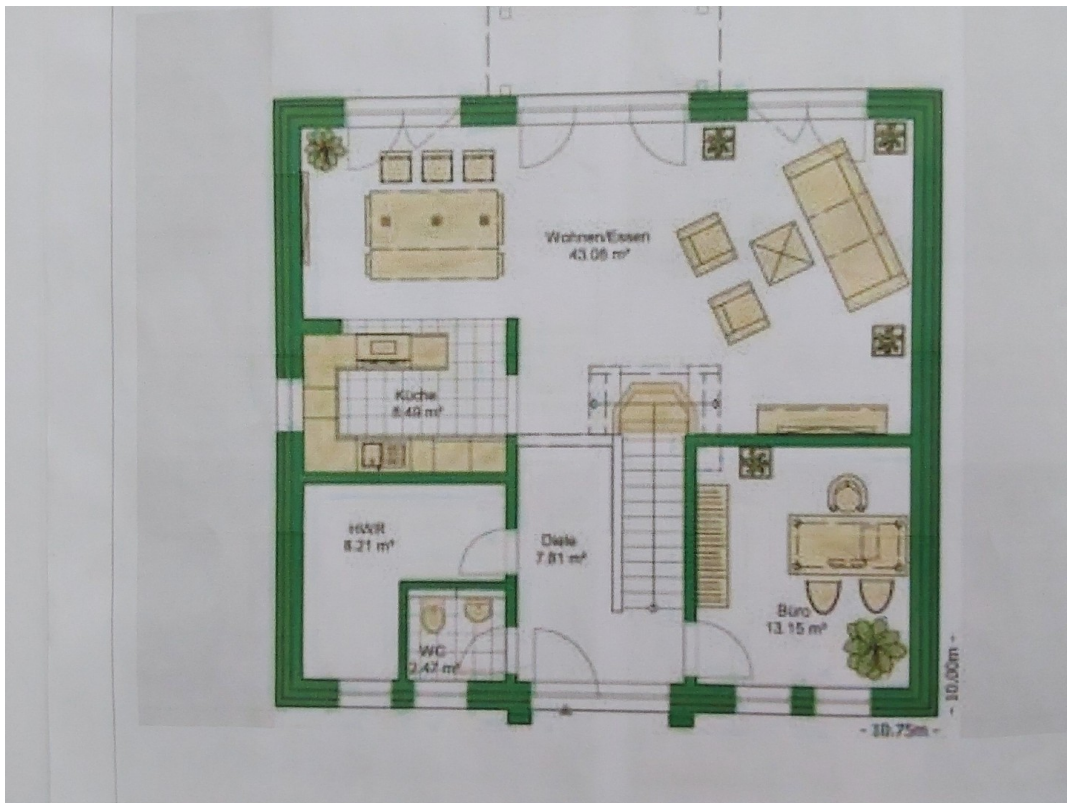 Wohnen/Essen
43.08 m²
Küche
8.49 m²
HWR
8.21 m²
Diele
7.81 m²
WC
2.47 m²
Büro
13.15 m²
- 10.00m -
- 10.75m -